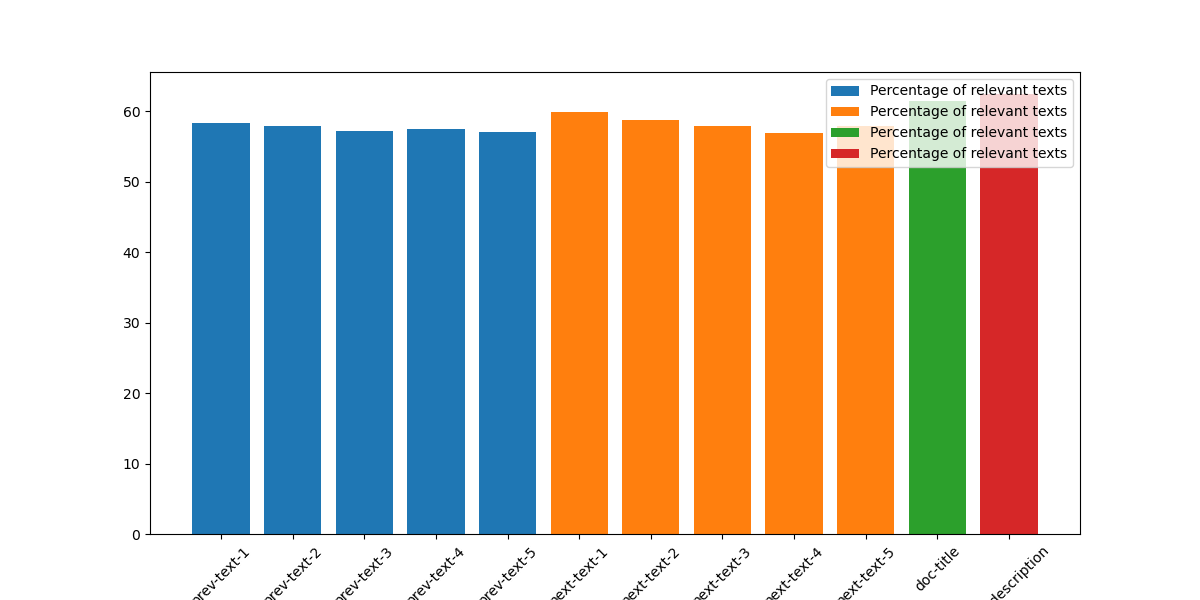 Percentage of relevant texts
Percentage of relevant texts
Percentage of relevant texts
Percentage of relevant texts
60
50
40
30
20
10
0
prev-text-1
prev-text-2
prev-text-3
prev-text-4
prev-text-5
next-text-1
next-text-2
next-text-3
next-text-4
next-text-5
doc-title
description